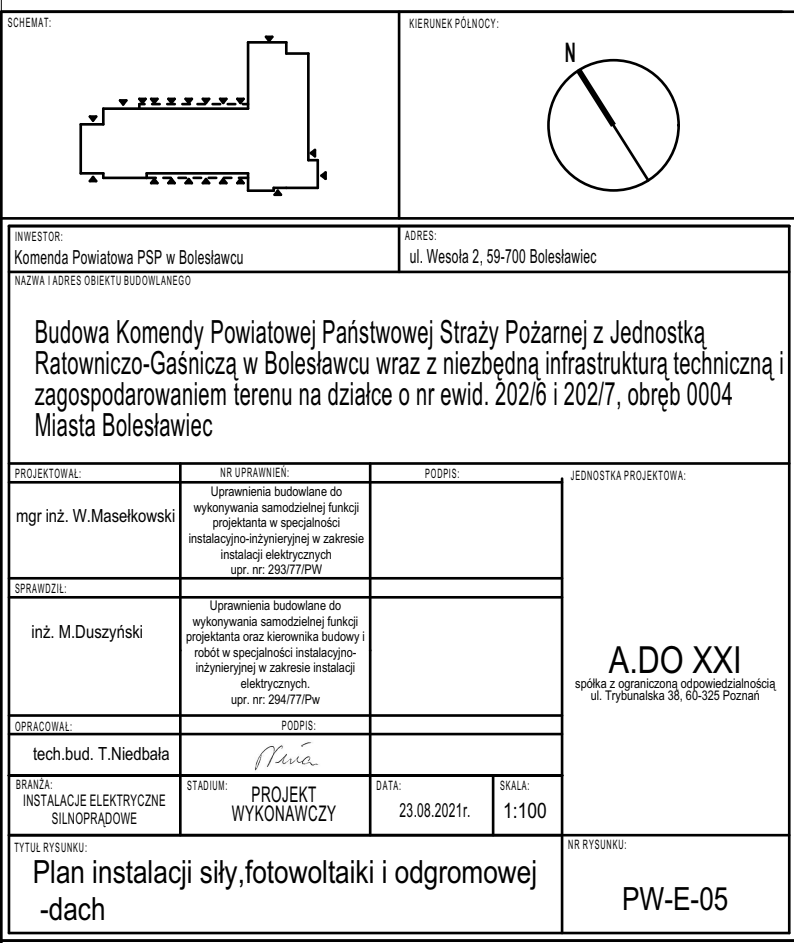 SCHEMAT:
KIERUNEK PÓŁNOCY:
N
INWESTOR:
Komenda Powiatowa PSP w Bolesławcu
ADRES:
ul. Wesoła 2, 59-700 Bolesławiec
NAZWA I ADRES OBIEKTU BUDOWLANEGO
Budowa Komendy Powiatowej Państwowej Straży Pożarnej z Jednostką
Ratowniczo-Gaśniczą w Bolesławcu wraz z niezbędną infrastrukturą techniczną i
zagospodarowaniem terenu na działce o nr ewid. 202/6 i 202/7, obręb 0004
Miasta Bolesławiec
PROJEKTOWAŁ:
NR UPRAWNIEŃ:
PODPIS:
JEDNOSTKA PROJEKTOWA:
mgr inż. W.Masełkowski
Uprawnienia budowlane do
wykonywania samodzielnej funkcji
projektanta w specjalności
instalacyjno-inżynieryjnej w zakresie
instalacji elektrycznych
upr. nr: 293/77/PW
SPRAWDZIŁ:
inż. M.Duszyński
Uprawnienia budowlane do
wykonywania samodzielnej funkcji
projektanta oraz kierownika budowy i
robót w specjalności instalacyjno-
inżynieryjnej w zakresie instalacji
elektrycznych.
upr. nr: 294/77/Pw
A.DO XXI
spółka z ograniczoną odpowiedzialnością
ul. Trybunalska 38, 60-325 Poznań
OPRACOWAŁ:
PODPIS:
tech.bud. T.Niedbała
BRANŻA:
INSTALACJE ELEKTRYCZNE
SILNOPRĄDOWE
STADIUM:
PROJEKT
WYKONAWCZY
DATA:
23.08.2021r.
SKALA:
1:100
TYTUŁ RYSUNKU:
Plan instalacji siły,fotowoltaiki i odgromowej
-dach
NR RYSUNKU:
PW-E-05